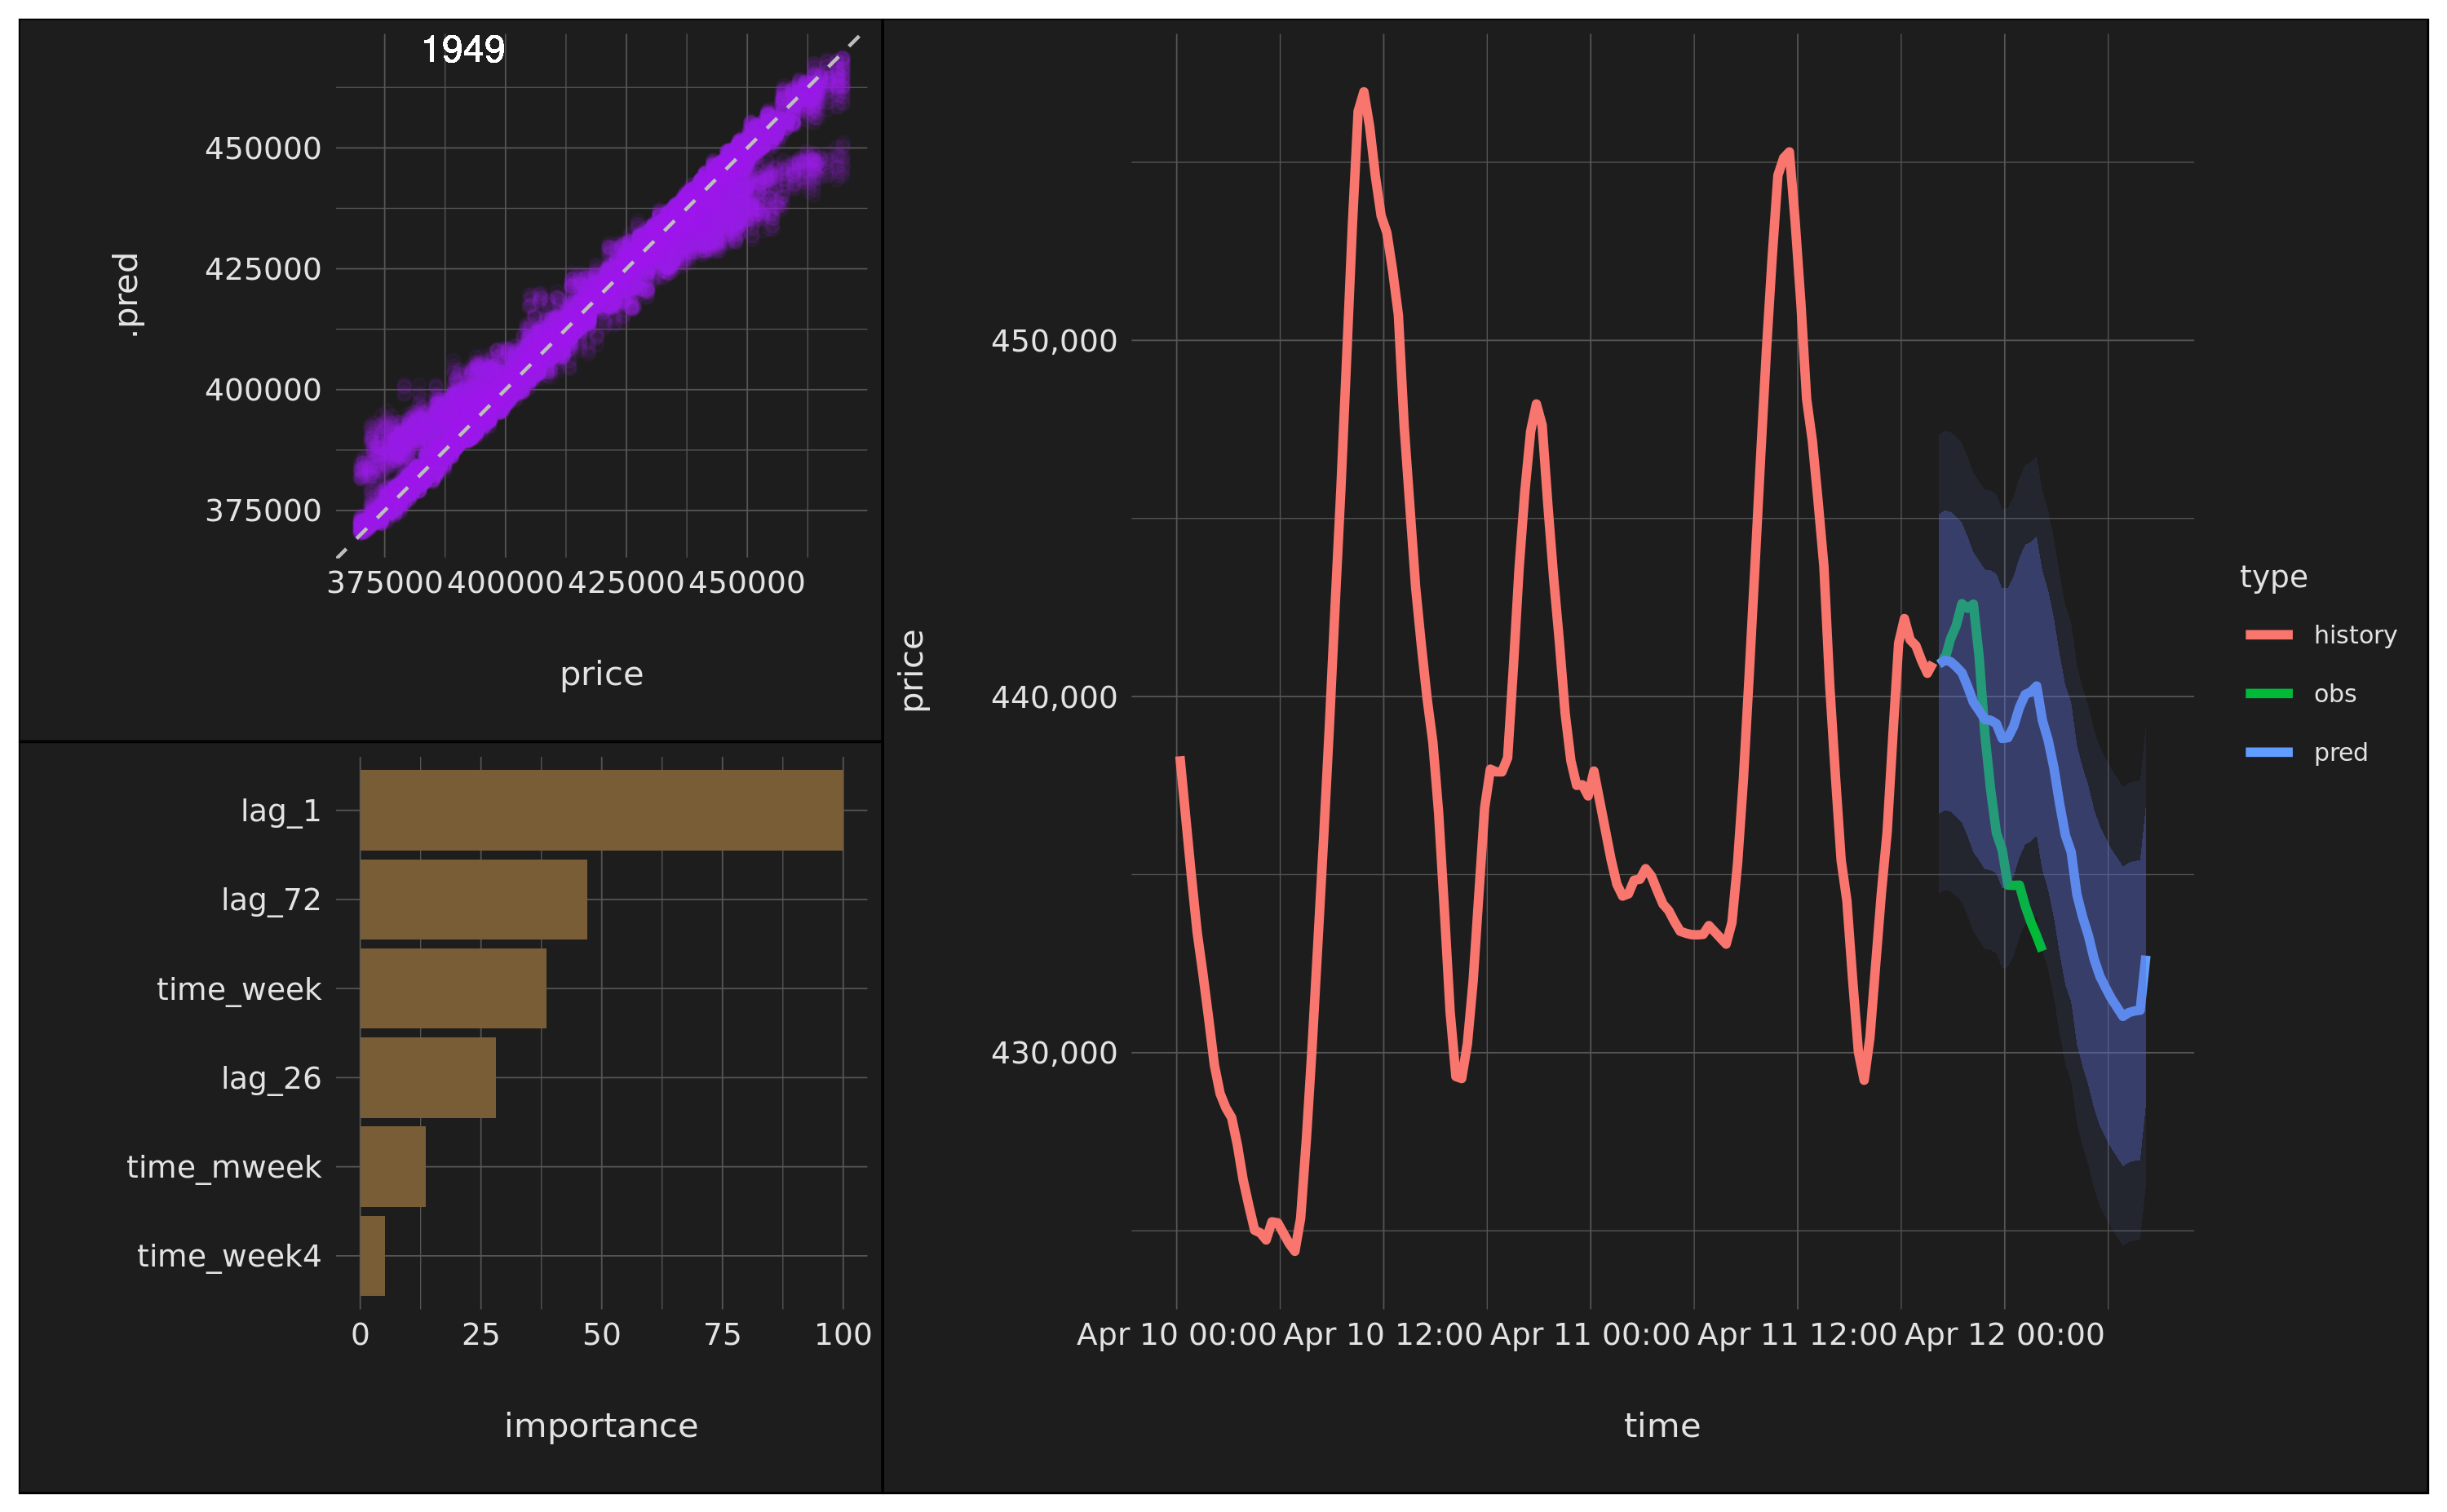 1949
.pred
450000
425000
400000
375000
375000 400000 425000 450000
price
lag_1
lag_72
time_week
lag_26
time_mweek
time_week4
0 25 50 75 100
importance
price
450,000
440,000
430,000
Apr 10 00:00 Apr 10 12:00 Apr 11 00:00 Apr 11 12:00 Apr 12 00:00
time
type
history
obs
pred